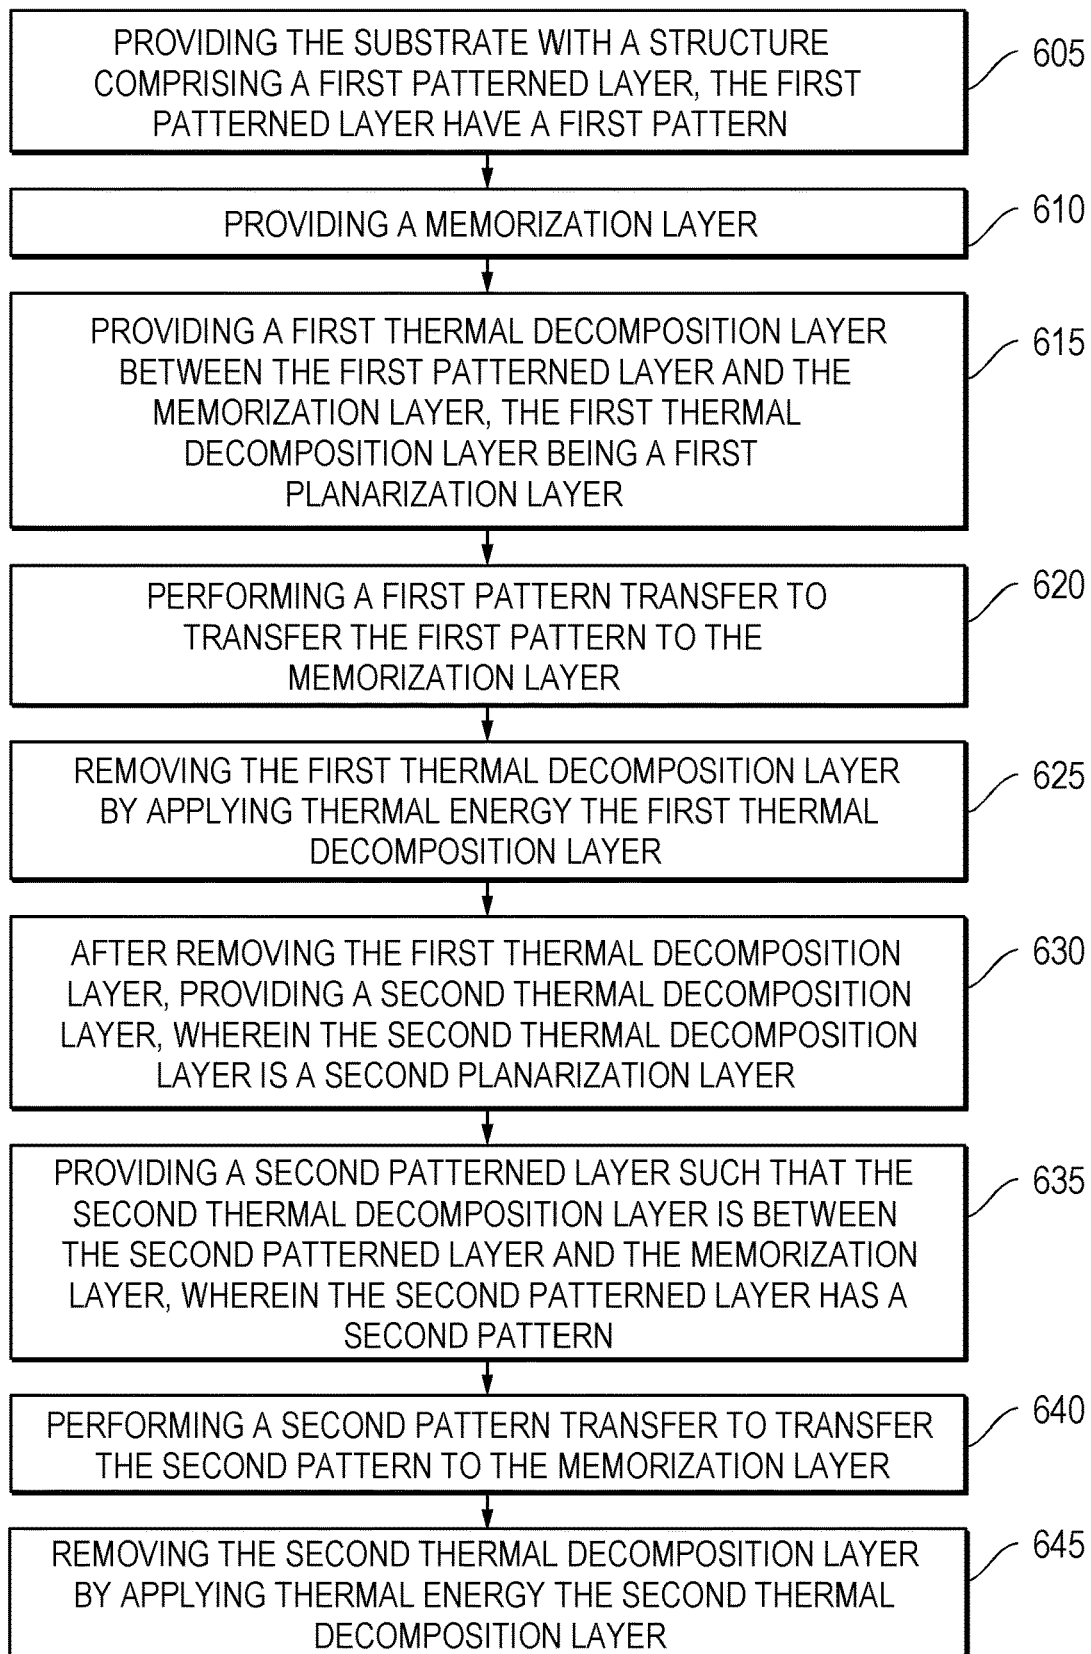 PROVIDING THE SUBSTRATE WITH A STRUCTURE
COMPRISING A FIRST PATTERNED LAYER, THE FIRST
PATTERNED LAYER HAVE A FIRST PATTERN
605
PROVIDING A MEMORIZATION LAYER
610
PROVIDING A FIRST THERMAL DECOMPOSITION LAYER
BETWEEN THE FIRST PATTERNED LAYER AND THE
MEMORIZATION LAYER, THE FIRST THERMAL
DECOMPOSITION LAYER BEING A FIRST
PLANARIZATION LAYER
615
PERFORMING A FIRST PATTERN TRANSFER TO
TRANSFER THE FIRST PATTERN TO THE
MEMORIZATION LAYER
620
REMOVING THE FIRST THERMAL DECOMPOSITION LAYER
BY APPLYING THERMAL ENERGY THE FIRST THERMAL
DECOMPOSITION LAYER
625
AFTER REMOVING THE FIRST THERMAL DECOMPOSITION
LAYER, PROVIDING A SECOND THERMAL DECOMPOSITION
LAYER, WHEREIN THE SECOND THERMAL DECOMPOSITION
LAYER IS A SECOND PLANARIZATION LAYER
630
PROVIDING A SECOND PATTERNED LAYER SUCH THAT THE
SECOND THERMAL DECOMPOSITION LAYER IS BETWEEN
THE SECOND PATTERNED LAYER AND THE MEMORIZATION
LAYER, WHEREIN THE SECOND PATTERNED LAYER HAS A
SECOND PATTERN
635
PERFORMING A SECOND PATTERN TRANSFER TO TRANSFER
THE SECOND PATTERN TO THE MEMORIZATION LAYER
640
REMOVING THE SECOND THERMAL DECOMPOSITION LAYER
BY APPLYING THERMAL ENERGY THE SECOND THERMAL
DECOMPOSITION LAYER
645